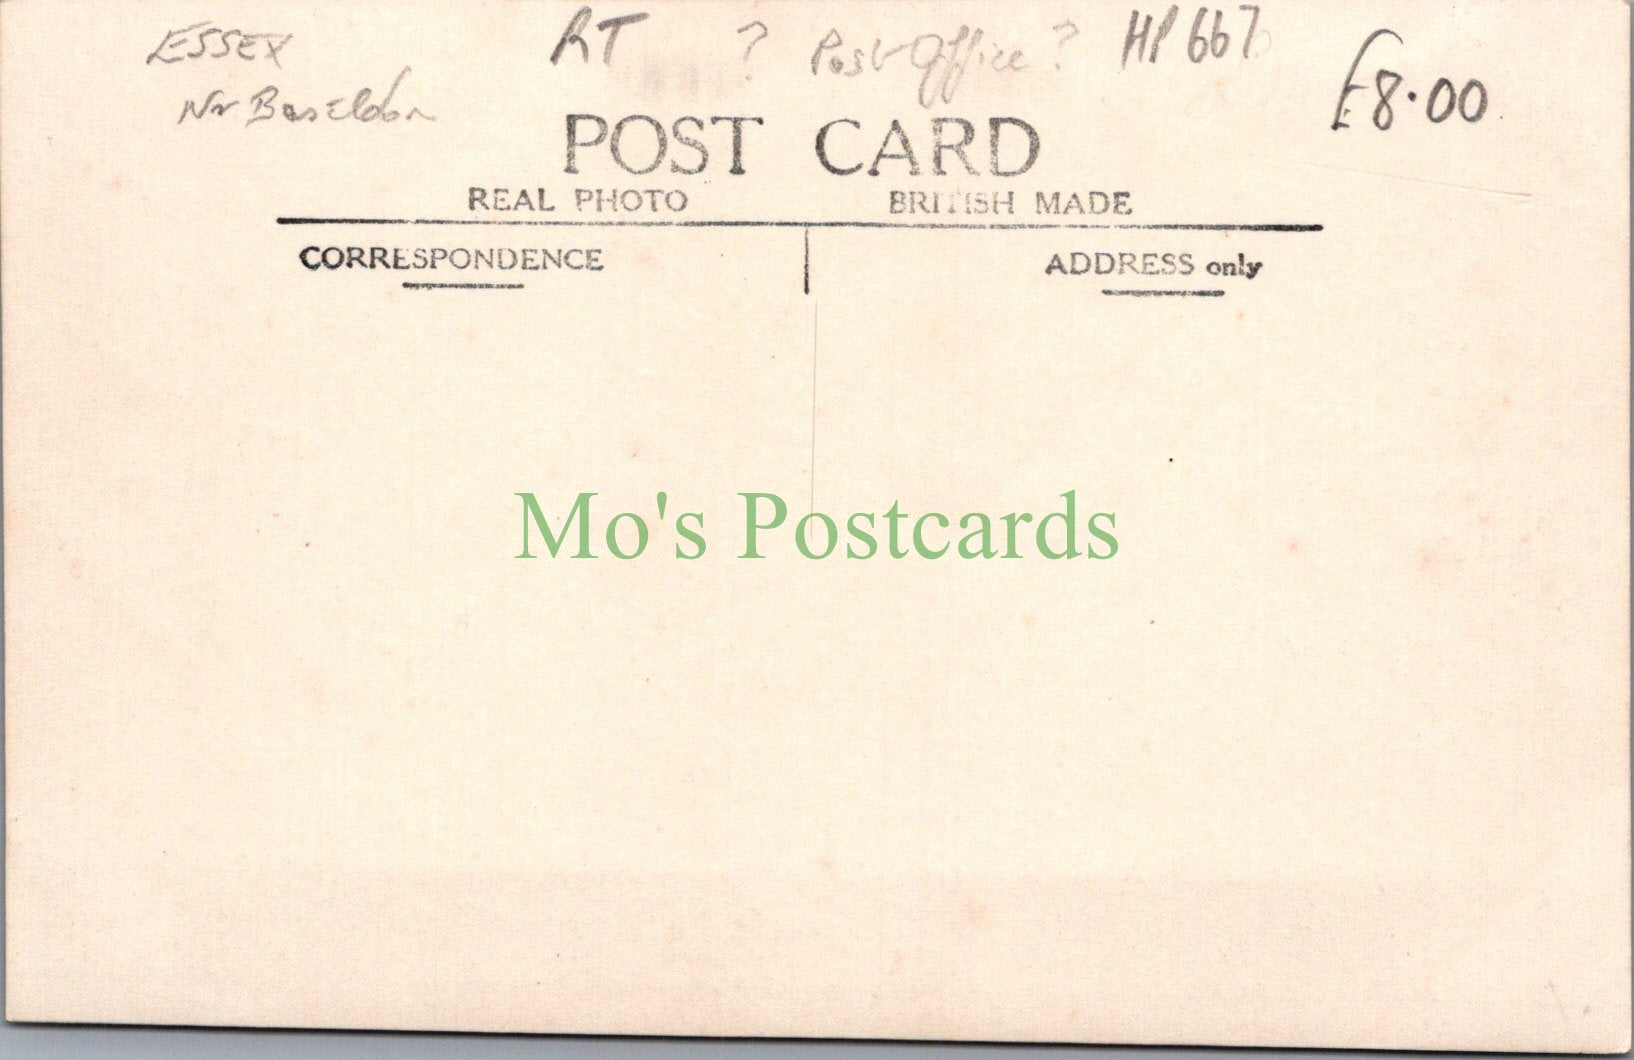 ESSEX RT ? Post Office ? HP 667 £8.00
Nr Basildon
POST CARD
REAL PHOTO BRITISH MADE
CORRESPONDENCE ADDRESS only
Mo's Postcards